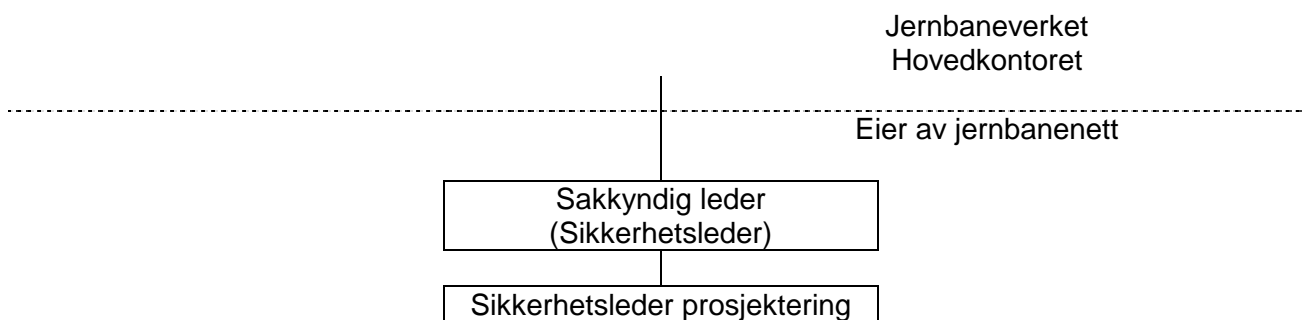 Jernbaneverket
Hovedkontoret
Eier av jernbanenett
Sakkyndig leder
(Sikkerhetsleder)
Sikkerhetsleder prosjektering